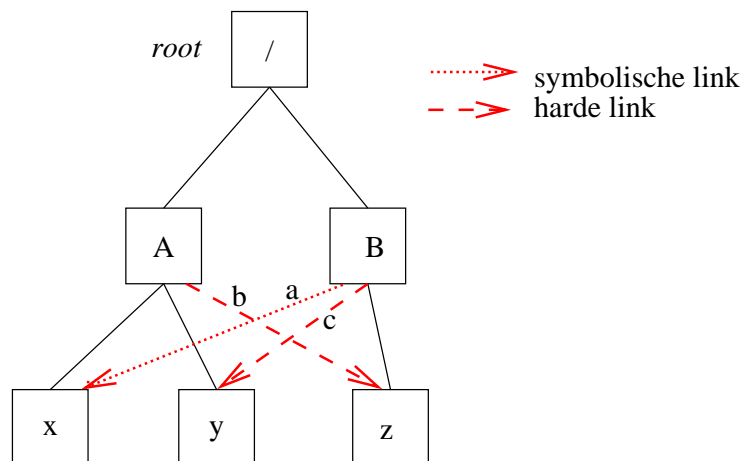 root /
symbolische link
harde link
A B
b a
c
x y z